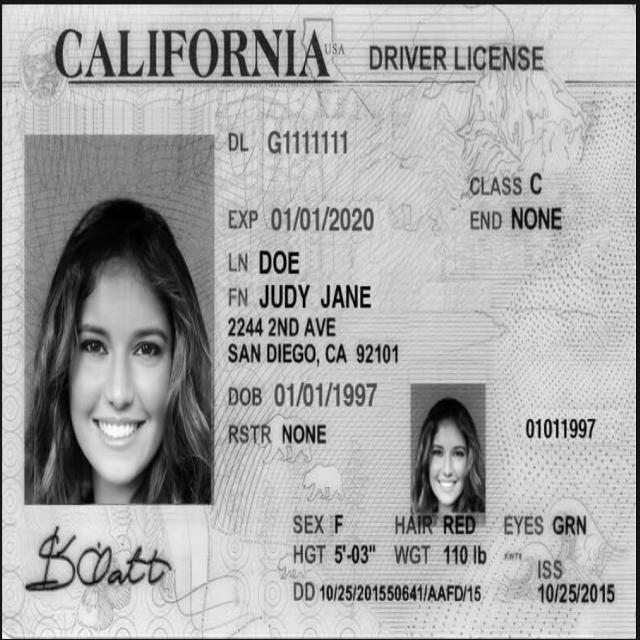 CALIFORNIA USA DRIVER LICENSE
DL G1111111
CLASS C
EXP 01/01/2020
END NONE
LN DOE
FN JUDY JANE
2244 2ND AVE
SAN DIEGO, CA 92101
DOB 01/01/1997
RSTR NONE
01011997
SEX F HAIR RED EYES GRN
HGT 5'-03" WGT 110 lb
ISS
DD 10/25/201550641/AAFD/15 10/25/2015